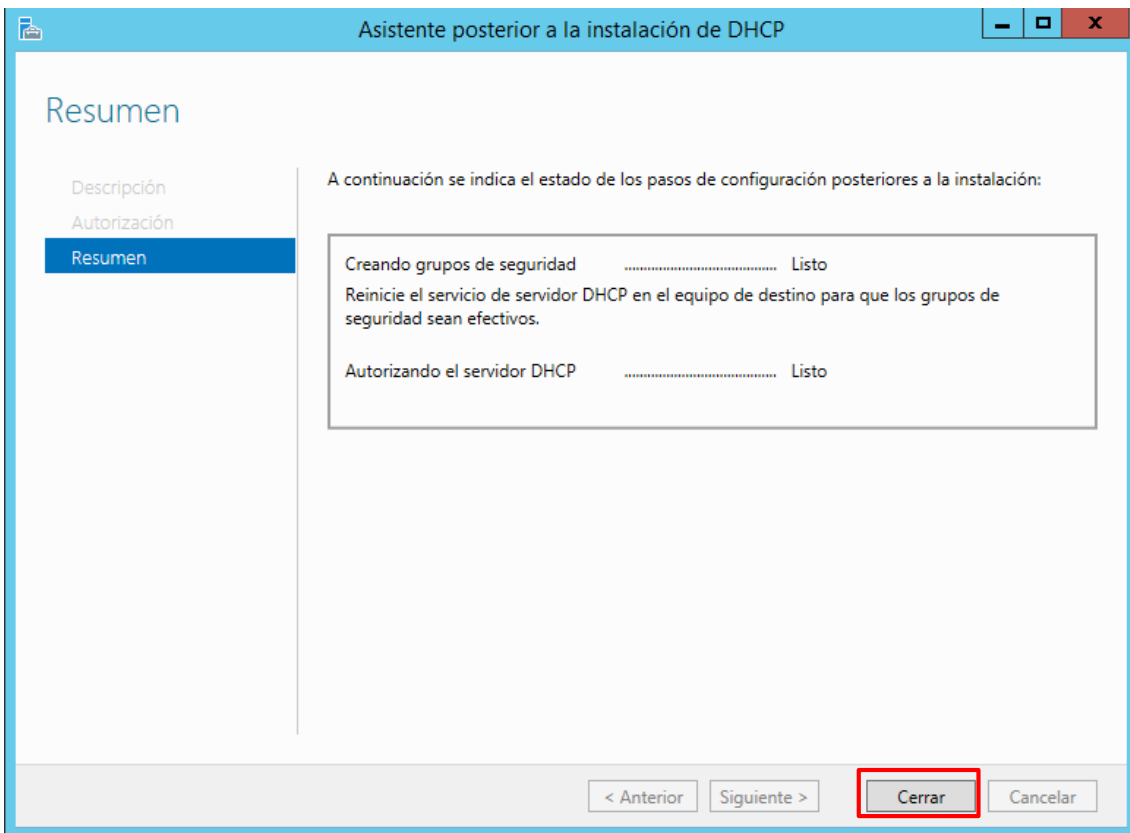 Asistente posterior a la instalación de DHCP
x
Resumen
Descripción
Autorización
Resumen
A continuación se indica el estado de los pasos de configuración posteriores a la instalación:
Creando grupos de seguridad ........................................ Listo
Reinicie el servicio de servidor DHCP en el equipo de destino para que los grupos de
seguridad sean efectivos.
Autorizando el servidor DHCP ........................................ Listo
< Anterior Siguiente > Cerrar Cancelar